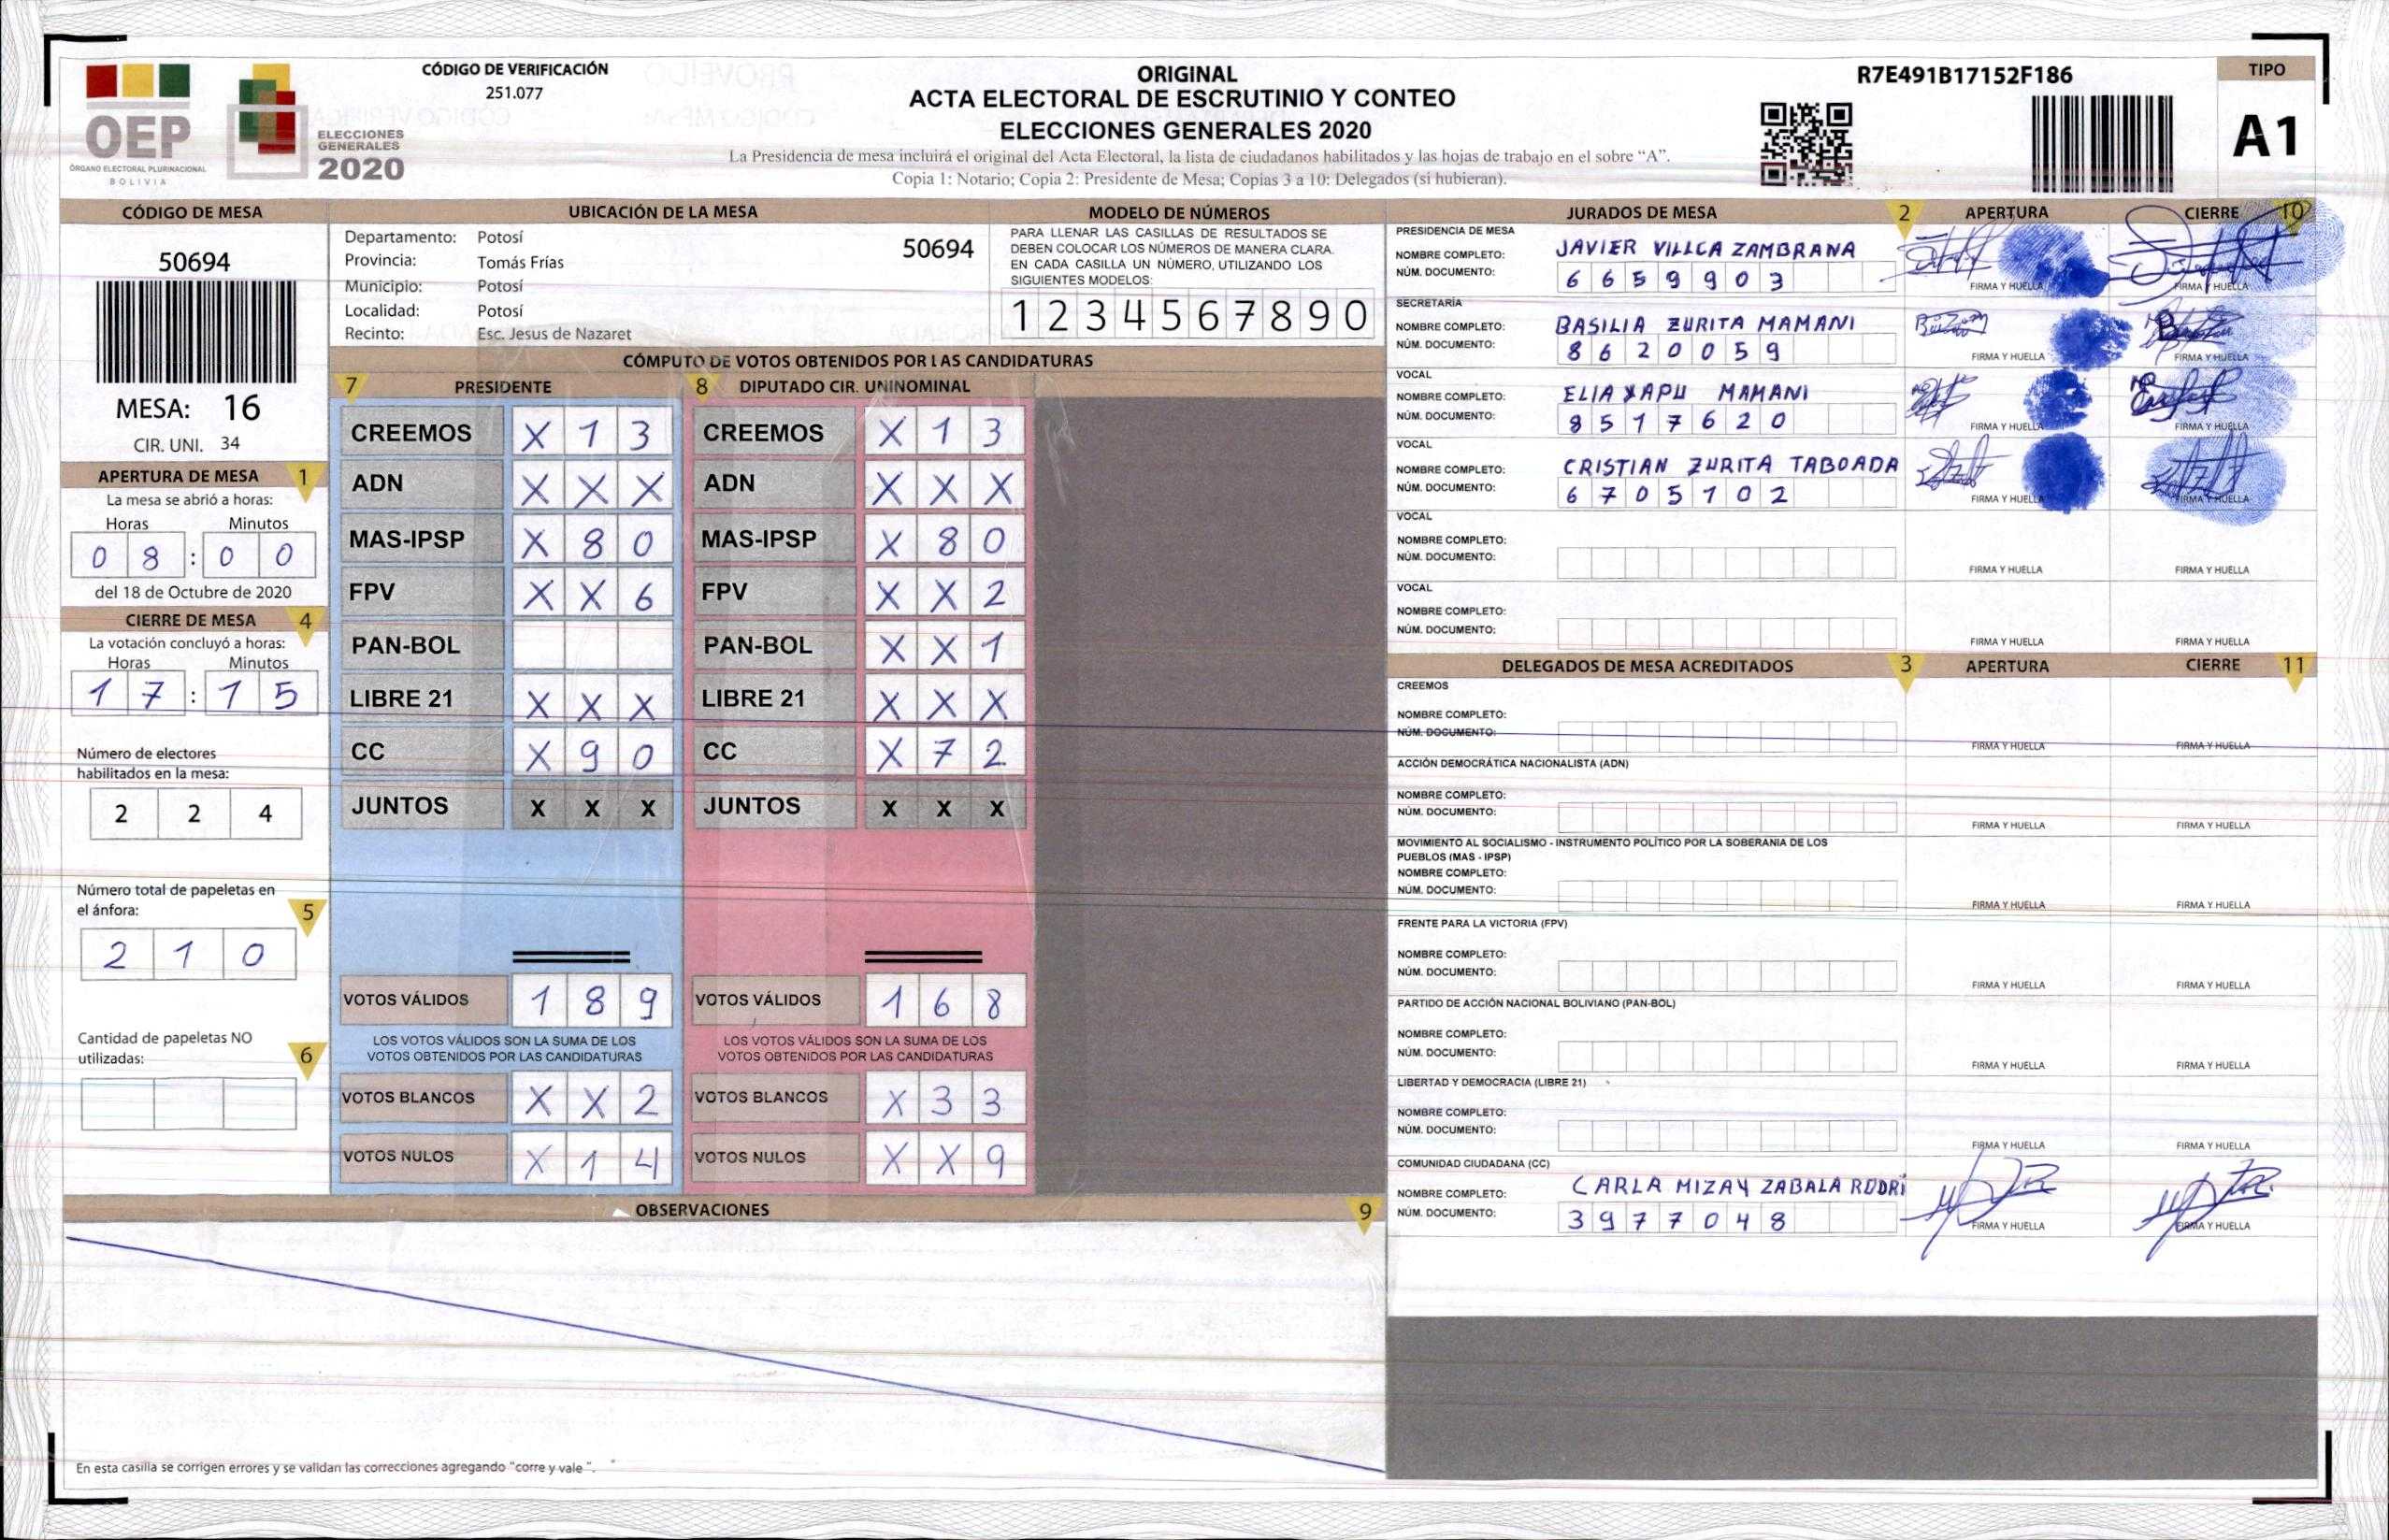 OEP
ÓRGANO ELECTORAL PLURINACIONAL
BOLIVIA
ELECCIONES
GENERALES
2020
CÓDIGO DE VERIFICACIÓN
251.077
ORIGINAL
ACTA ELECTORAL DE ESCRUTINIO Y CONTEO
ELECCIONES GENERALES 2020
La Presidencia de mesa incluirá el original del Acta Electoral, la lista de ciudadanos habilitados y las hojas de trabajo en el sobre “A”.
Copia 1: Notario; Copia 2: Presidente de Mesa; Copias 3 a 10: Delegados (si hubieran).
R7E491B17152F186
TIPO
A1
CÓDIGO DE MESA
50694
MESA: 16
CIR. UNI. 34
APERTURA DE MESA 1
La mesa se abrió a horas:
Horas Minutos
0 8 : 0 0
del 18 de Octubre de 2020
CIERRE DE MESA 4
La votación concluyó a horas:
Horas Minutos
1 7 : 1 5
Número de electores
habilitados en la mesa:
2 2 4
Número total de papeletas en
el ánfora: 5
2 1 0
Cantidad de papeletas NO
utilizadas: 6
UBICACIÓN DE LA MESA
Departamento: Potosí 50694
Provincia: Tomás Frías
Municipio: Potosí
Localidad: Potosí
Recinto: Esc. Jesus de Nazaret
MODELO DE NÚMEROS
PARA LLENAR LAS CASILLAS DE RESULTADOS SE
DEBEN COLOCAR LOS NÚMEROS DE MANERA CLARA.
EN CADA CASILLA UN NÚMERO, UTILIZANDO LOS
SIGUIENTES MODELOS:
1 2 3 4 5 6 7 8 9 0
CÓMPUTO DE VOTOS OBTENIDOS POR LAS CANDIDATURAS
7 PRESIDENTE 8 DIPUTADO CIR. UNINOMINAL
CREEMOS X 1 3 CREEMOS X 1 3
ADN X X X ADN X X X
MAS-IPSP X 8 0 MAS-IPSP X 8 0
FPV X X 6 FPV X X 2
PAN-BOL PAN-BOL X X 1
LIBRE 21 X X X LIBRE 21 X X X
CC X 9 0 CC X 7 2
JUNTOS X X X JUNTOS X X X
VOTOS VÁLIDOS 1 8 9 VOTOS VÁLIDOS 1 6 8
LOS VOTOS VÁLIDOS SON LA SUMA DE LOS LOS VOTOS VÁLIDOS SON LA SUMA DE LOS
VOTOS OBTENIDOS POR LAS CANDIDATURAS VOTOS OBTENIDOS POR LAS CANDIDATURAS
VOTOS BLANCOS X X 2 VOTOS BLANCOS X 3 3
VOTOS NULOS X 1 4 VOTOS NULOS X X 9
OBSERVACIONES 9
En esta casilla se corrigen errores y se validan las correcciones agregando "corre y vale ".
JURADOS DE MESA 2 APERTURA CIERRE 10
PRESIDENCIA DE MESA
NOMBRE COMPLETO: JAVIER VILLCA ZAMBRANA
NÚM. DOCUMENTO: 6 6 5 9 9 0 3
FIRMA Y HUELLA FIRMA Y HUELLA
SECRETARÍA
NOMBRE COMPLETO: BASILIA ZURITA MAMANI
NÚM. DOCUMENTO: 8 6 2 0 0 5 9
FIRMA Y HUELLA FIRMA Y HUELLA
VOCAL
NOMBRE COMPLETO: ELIA XAPU MAMANI
NÚM. DOCUMENTO: 8 5 1 7 6 2 0
FIRMA Y HUELLA FIRMA Y HUELLA
VOCAL
NOMBRE COMPLETO: CRISTIAN ZURITA TABOADA
NÚM. DOCUMENTO: 6 7 0 5 1 0 2
FIRMA Y HUELLA FIRMA Y HUELLA
VOCAL
NOMBRE COMPLETO:
NÚM. DOCUMENTO:
FIRMA Y HUELLA FIRMA Y HUELLA
VOCAL
NOMBRE COMPLETO:
NÚM. DOCUMENTO:
FIRMA Y HUELLA FIRMA Y HUELLA
DELEGADOS DE MESA ACREDITADOS 3 APERTURA CIERRE 11
CREEMOS
NOMBRE COMPLETO:
NÚM. DOCUMENTO:
FIRMA Y HUELLA FIRMA Y HUELLA
ACCIÓN DEMOCRÁTICA NACIONALISTA (ADN)
NOMBRE COMPLETO:
NÚM. DOCUMENTO:
FIRMA Y HUELLA FIRMA Y HUELLA
MOVIMIENTO AL SOCIALISMO - INSTRUMENTO POLÍTICO POR LA SOBERANIA DE LOS
PUEBLOS (MAS - IPSP)
NOMBRE COMPLETO:
NÚM. DOCUMENTO:
FIRMA Y HUELLA FIRMA Y HUELLA
FRENTE PARA LA VICTORIA (FPV)
NOMBRE COMPLETO:
NÚM. DOCUMENTO:
FIRMA Y HUELLA FIRMA Y HUELLA
PARTIDO DE ACCIÓN NACIONAL BOLIVIANO (PAN-BOL)
NOMBRE COMPLETO:
NÚM. DOCUMENTO:
FIRMA Y HUELLA FIRMA Y HUELLA
LIBERTAD Y DEMOCRACIA (LIBRE 21)
NOMBRE COMPLETO:
NÚM. DOCUMENTO:
FIRMA Y HUELLA FIRMA Y HUELLA
COMUNIDAD CIUDADANA (CC)
NOMBRE COMPLETO: CARLA MIZAY ZABALA RODRI
NÚM. DOCUMENTO: 3 9 7 7 0 4 8
FIRMA Y HUELLA FIRMA Y HUELLA